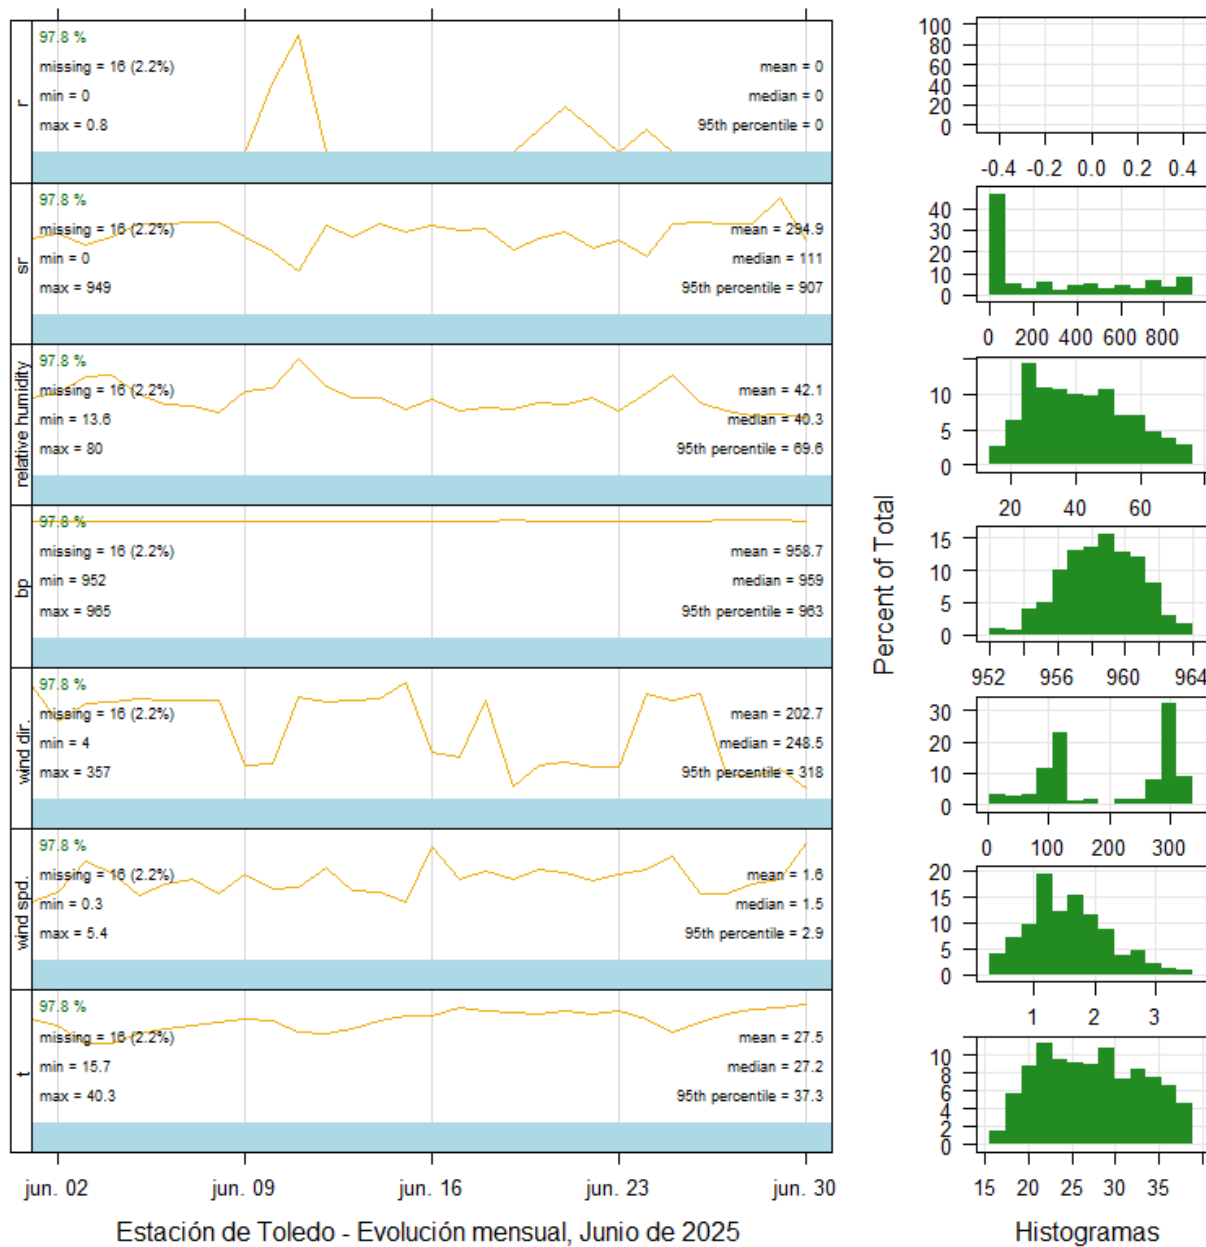 r
97.8 %
missing = 16 (2.2%)
min = 0
max = 0.8
mean = 0
median = 0
95th percentile = 0
sr
97.8 %
missing = 16 (2.2%)
min = 0
max = 949
mean = 294.9
median = 111
95th percentile = 907
relative humidity
97.8 %
missing = 16 (2.2%)
min = 13.6
max = 80
mean = 42.1
median = 40.3
95th percentile = 69.6
bp
97.8 %
missing = 16 (2.2%)
min = 952
max = 965
mean = 958.7
median = 959
95th percentile = 963
wind dir.
97.8 %
missing = 16 (2.2%)
min = 4
max = 357
mean = 202.7
median = 248.5
95th percentile = 318
wind spd.
97.8 %
missing = 16 (2.2%)
min = 0.3
max = 5.4
mean = 1.6
median = 1.5
95th percentile = 2.9
t
97.8 %
missing = 16 (2.2%)
min = 15.7
max = 40.3
mean = 27.5
median = 27.2
95th percentile = 37.3
jun. 02 jun. 09 jun. 16 jun. 23 jun. 30
Estación de Toledo - Evolución mensual, Junio de 2025
Percent of Total
100
80
60
40
20
0
-0.4 -0.2 0.0 0.2 0.4
40
30
20
10
0
0 200 400 600 800
10
5
0
20 40 60
15
10
5
0
952 956 960 964
30
20
10
0
0 100 200 300
20
15
10
5
0
1 2 3
10
8
6
4
2
0
15 20 25 30 35
Histogramas